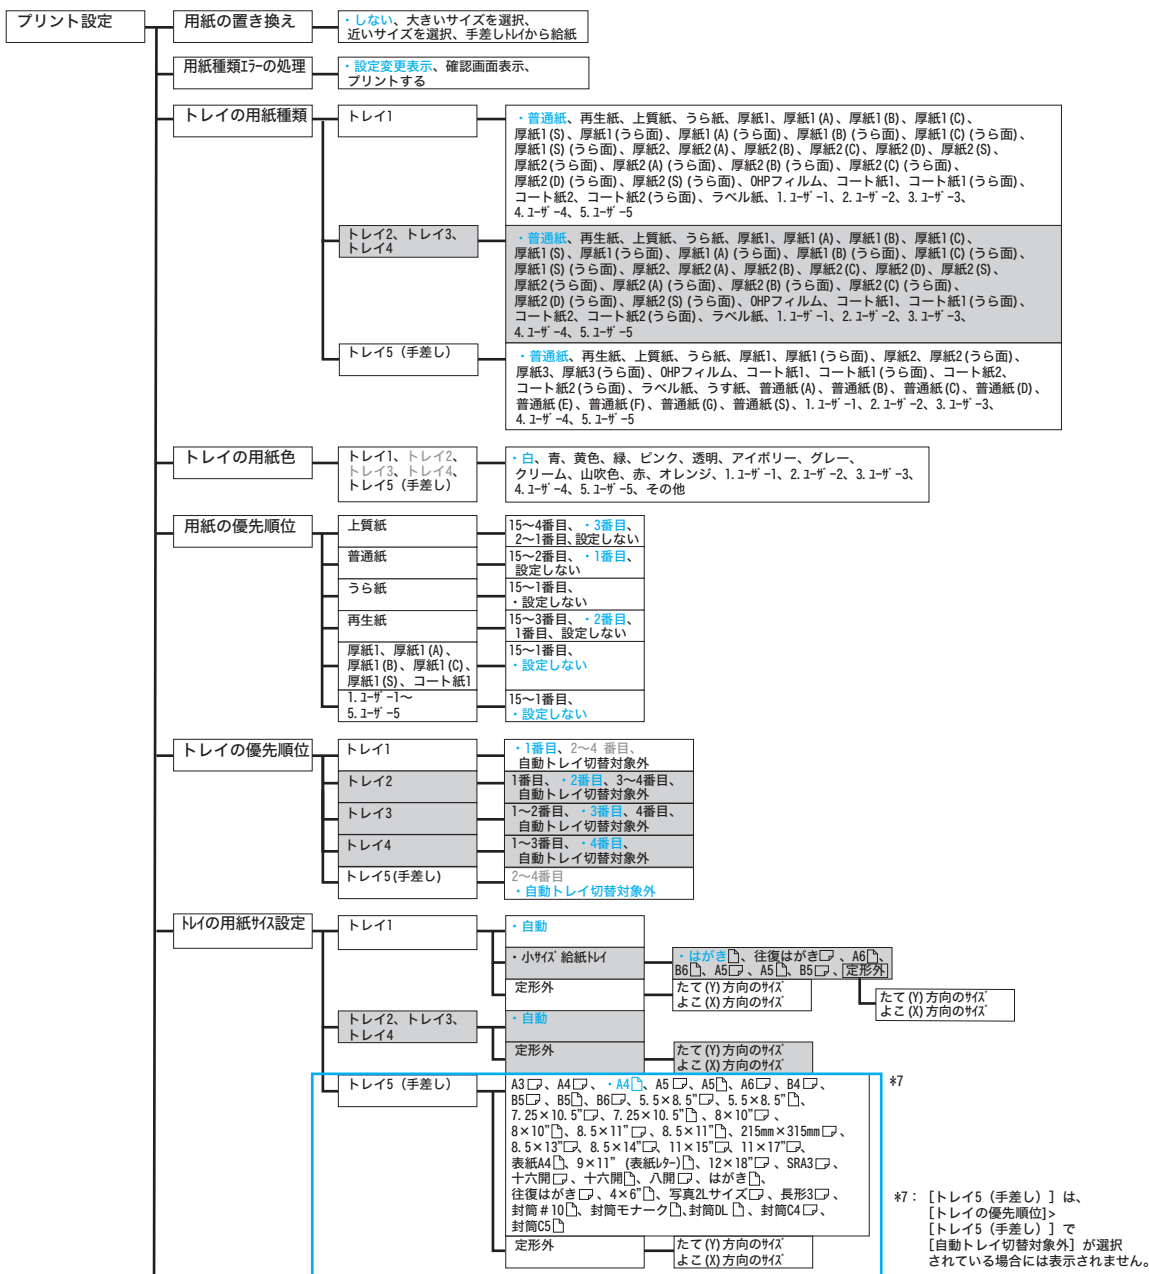 プリント設定
用紙の置き換え
・しない、大きいサイズを選択、
近いサイズを選択、手差しﾄﾚｲから給紙
用紙種類ｴﾗｰの処理
・設定変更表示、確認画面表示、
プリントする
トレイの用紙種類
トレイ1
・普通紙、再生紙、上質紙、うら紙、厚紙1、厚紙1(A)、厚紙1(B)、厚紙1(C)、
厚紙1(S)、厚紙1(うら面)、厚紙1(A)(うら面)、厚紙1(B)(うら面)、厚紙1(C)(うら面)、
厚紙1(S)(うら面)、厚紙2、厚紙2(A)、厚紙2(B)、厚紙2(C)、厚紙2(D)、厚紙2(S)、
厚紙2(うら面)、厚紙2(A)(うら面)、厚紙2(B)(うら面)、厚紙2(C)(うら面)、
厚紙2(D)(うら面)、厚紙2(S)(うら面)、OHPフィルム、コート紙1、コート紙1(うら面)、
コート紙2、コート紙2(うら面)、ラベル紙、1.ﾕｰｻﾞｰ1、2.ﾕｰｻﾞｰ2、3.ﾕｰｻﾞｰ3、
4.ﾕｰｻﾞｰ4、5.ﾕｰｻﾞｰ5
トレイ2、トレイ3、
トレイ4
・普通紙、再生紙、上質紙、うら紙、厚紙1、厚紙1(A)、厚紙1(B)、厚紙1(C)、
厚紙1(S)、厚紙1(うら面)、厚紙1(A)(うら面)、厚紙1(B)(うら面)、厚紙1(C)(うら面)、
厚紙1(S)(うら面)、厚紙2、厚紙2(A)、厚紙2(B)、厚紙2(C)、厚紙2(D)、厚紙2(S)、
厚紙2(うら面)、厚紙2(A)(うら面)、厚紙2(B)(うら面)、厚紙2(C)(うら面)、
厚紙2(D)(うら面)、厚紙2(S)(うら面)、OHPフィルム、コート紙1、コート紙1(うら面)、
コート紙2、コート紙2(うら面)、ラベル紙、1.ﾕｰｻﾞｰ1、2.ﾕｰｻﾞｰ2、3.ﾕｰｻﾞｰ3、
4.ﾕｰｻﾞｰ4、5.ﾕｰｻﾞｰ5
トレイ5（手差し）
・普通紙、再生紙、上質紙、うら紙、厚紙1、厚紙1(うら面)、厚紙2、厚紙2(うら面)、
厚紙3、厚紙3(うら面)、OHPフィルム、コート紙1、コート紙1(うら面)、コート紙2、
コート紙2(うら面)、ラベル紙、うす紙、普通紙(A)、普通紙(B)、普通紙(C)、普通紙(D)、
普通紙(E)、普通紙(F)、普通紙(G)、普通紙(S)、1.ﾕｰｻﾞｰ1、2.ﾕｰｻﾞｰ2、3.ﾕｰｻﾞｰ3、
4.ﾕｰｻﾞｰ4、5.ﾕｰｻﾞｰ5
トレイの用紙色
トレイ1、トレイ2、
トレイ3、トレイ4、
トレイ5（手差し）
・白、青、黄色、緑、ピンク、透明、アイボリー、グレー、
クリーム、山吹色、赤、オレンジ、1.ﾕｰｻﾞｰ1、2.ﾕｰｻﾞｰ2、3.ﾕｰｻﾞｰ3、
4.ﾕｰｻﾞｰ4、5.ﾕｰｻﾞｰ5、その他
用紙の優先順位
上質紙
15～4番目、・3番目、
2～1番目、設定しない
普通紙
15～2番目、・1番目、
設定しない
うら紙
15～1番目、
・設定しない
再生紙
15～3番目、・2番目、
1番目、設定しない
厚紙1、厚紙1(A)、
厚紙1(B)、厚紙1(C)、
厚紙1(S)、コート紙1
15～1番目、
・設定しない
1.ﾕｰｻﾞｰ1～
5.ﾕｰｻﾞｰ5
15～1番目、
・設定しない
トレイの優先順位
トレイ1
・1番目、2～4 番目、
自動トレイ切替対象外
トレイ2
1番目、・2番目、3～4番目、
自動トレイ切替対象外
トレイ3
1～2番目、・3番目、4番目、
自動トレイ切替対象外
トレイ4
1～3番目、・4番目、
自動トレイ切替対象外
トレイ5(手差し)
2～4番目
・自動トレイ切替対象外
ﾄﾚｲの用紙ｻｲｽﾞ設定
トレイ1
・自動
・小ｻｲｽﾞ給紙ﾄﾚｲ
・はがき、往復はがき、A6、
B6、A5、A5、B5、定形外
たて(Y)方向のｻｲｽﾞ
よこ(X)方向のｻｲｽﾞ
定形外
たて(Y)方向のｻｲｽﾞ
よこ(X)方向のｻｲｽﾞ
トレイ2、トレイ3、
トレイ4
・自動
定形外
たて(Y)方向のｻｲｽﾞ
よこ(X)方向のｻｲｽﾞ
トレイ5（手差し）
A3、A4、・A4、A5、A5、A6、B4、
B5、B5、B6、5.5×8.5"、5.5×8.5"、
7.25×10.5"、7.25×10.5"、8×10"、
8×10"、8.5×11"、8.5×11"、215mm×315mm、
8.5×13"、8.5×14"、11×15"、11×17"、
表紙A4、9×11" (表紙ﾚﾀｰ)、12×18"、SRA3、
十六開、十六開、八開、はがき、
往復はがき、4×6"、写真2Lサイズ、長形3、
封筒＃10、封筒モナーク、封筒DL、封筒C4、
封筒C5
定形外
たて(Y)方向のｻｲｽﾞ
よこ(X)方向のｻｲｽﾞ
*7
*7： ［トレイ5（手差し）］は、
［トレイの優先順位］>
［トレイ5（手差し）］で
［自動トレイ切替対象外］が選択
されている場合には表示されません。